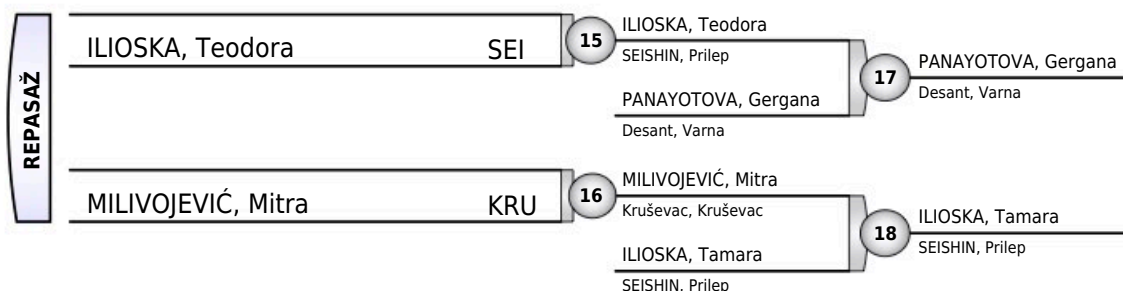 REPASAŽ
ILIOSKA, Teodora SEI
15
ILIOSKA, Teodora
SEISHIN, Prilep
PANAYOTOVA, Gergana
Desant, Varna
17
PANAYOTOVA, Gergana
Desant, Varna
MILIVOJEVIĆ, Mitra KRU
16
MILIVOJEVIĆ, Mitra
Kruševac, Kruševac
ILIOSKA, Tamara
SEISHIN, Prilep
18
ILIOSKA, Tamara
SEISHIN, Prilep